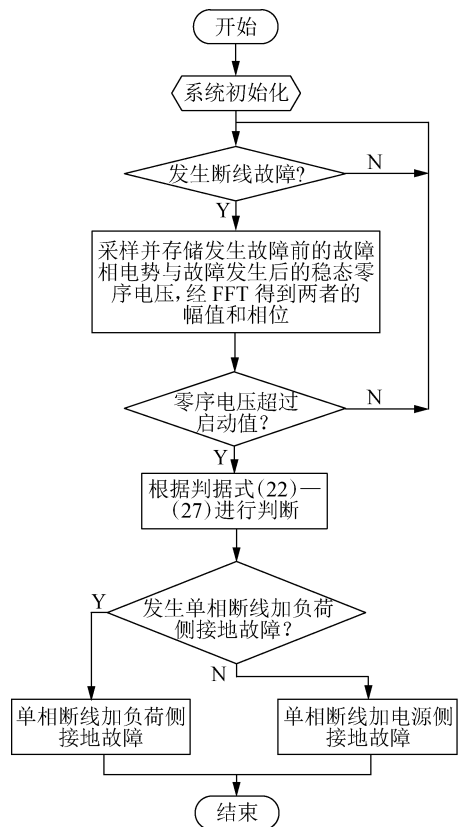 开始
系统初始化
发生断线故障?
N
Y
采样并存储发生故障前的故障
相电势与故障发生后的稳态零
序电压,经FFT得到两者的
幅值和相位
零序电压超过
启动值?
N
Y
根据判据式(22)—
(27)进行判断
发生单相断线加负荷
侧接地故障?
Y
N
单相断线加负荷侧
接地故障
单相断线加电源侧
接地故障
结束